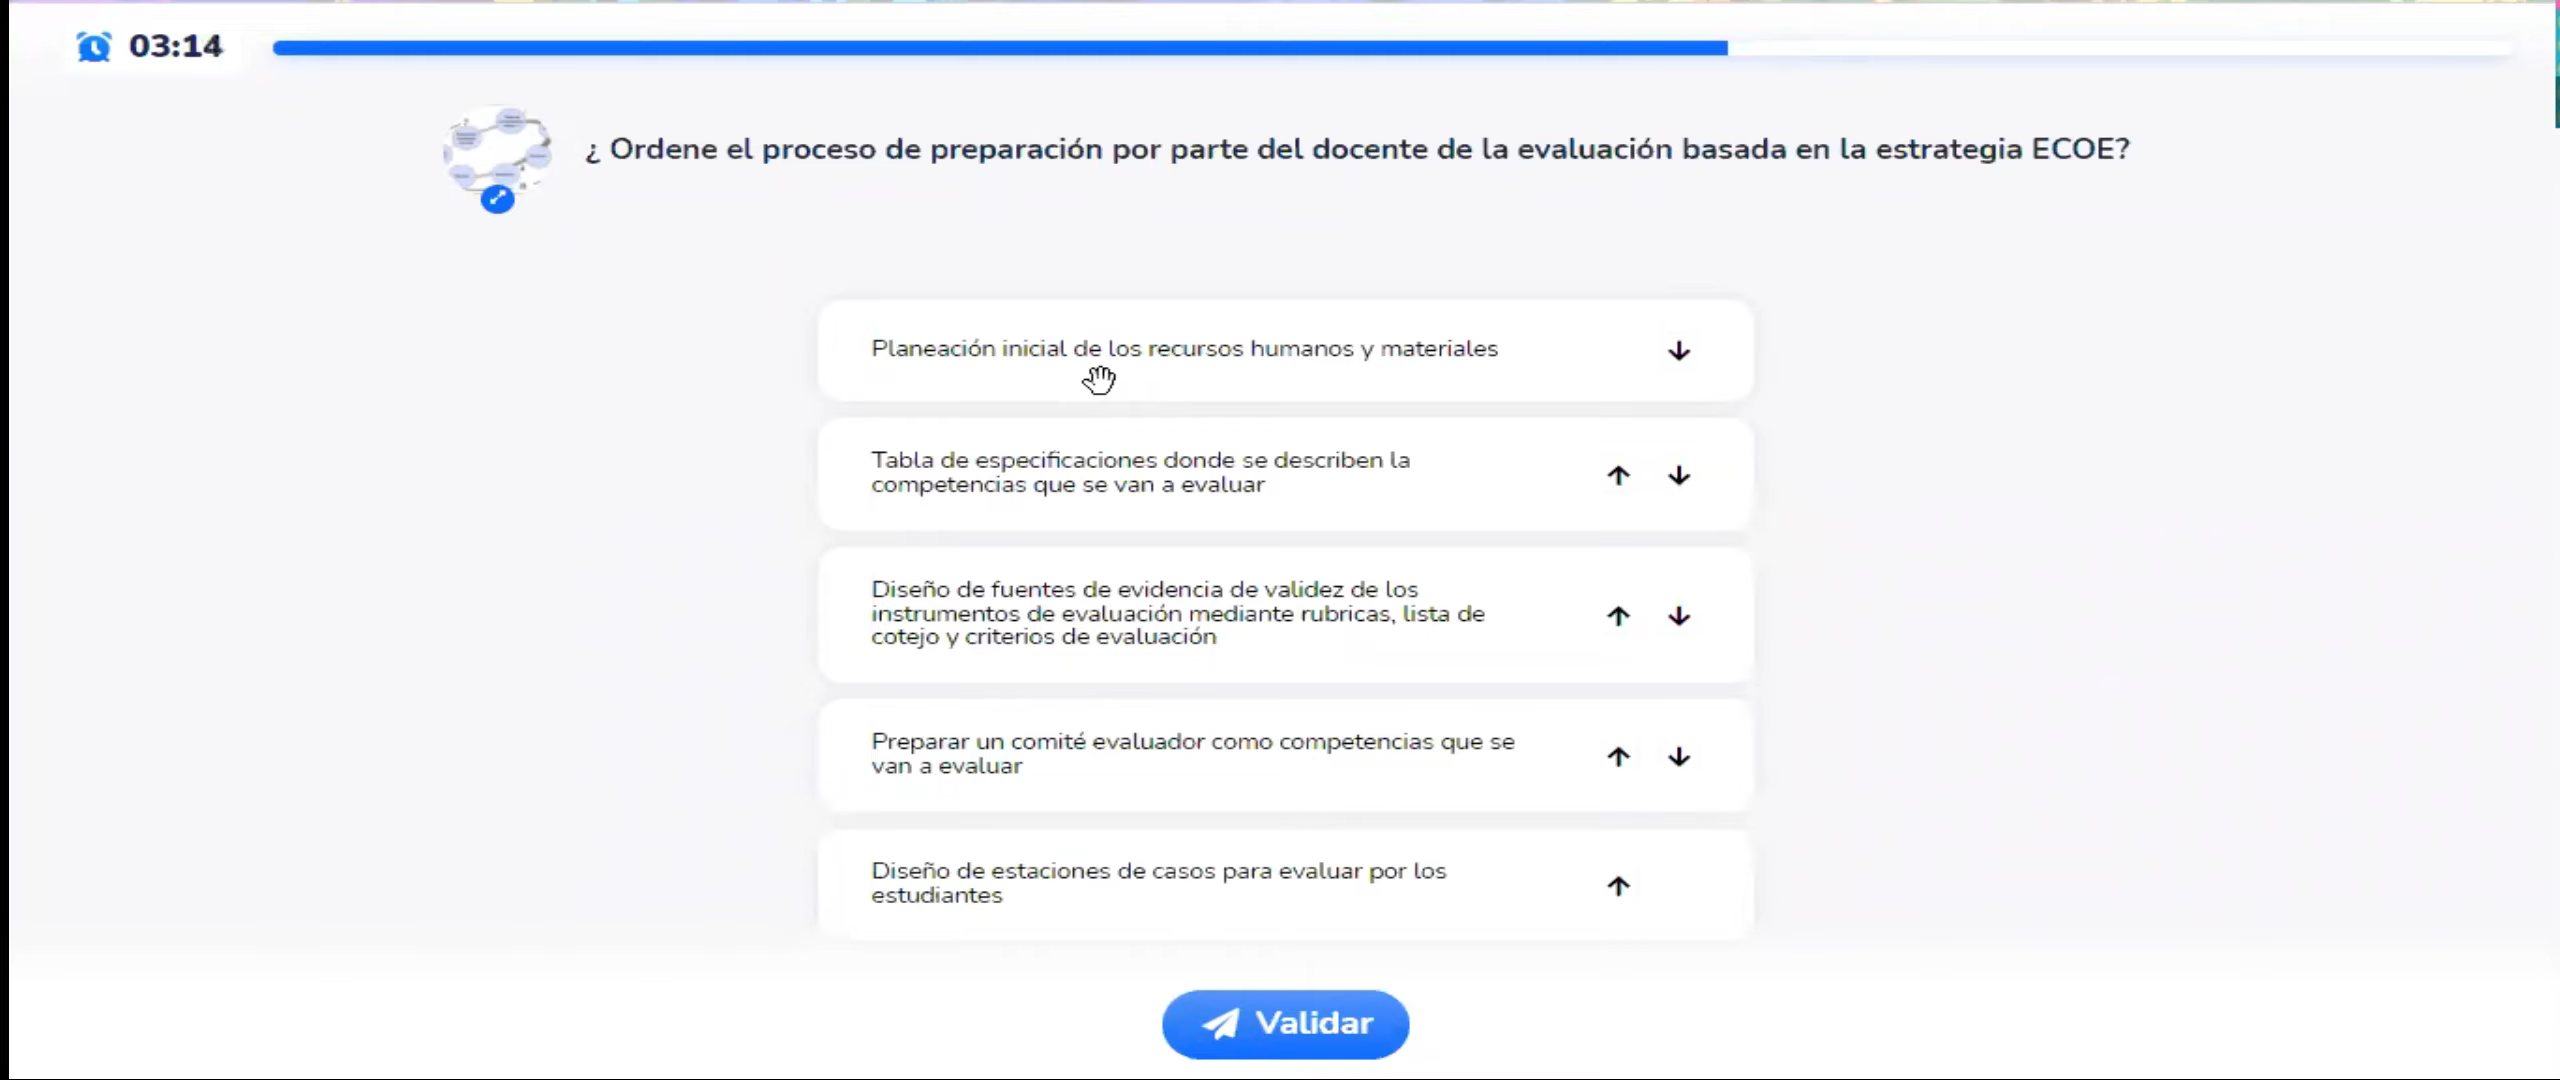 03:14
¿ Ordene el proceso de preparación por parte del docente de la evaluación basada en la estrategia ECOE?
Planeación inicial de los recursos humanos y materiales
Tabla de especificaciones donde se describen la
competencias que se van a evaluar
Diseño de fuentes de evidencia de validez de los
instrumentos de evaluación mediante rubricas, lista de
cotejo y criterios de evaluación
Preparar un comité evaluador como competencias que se
van a evaluar
Diseño de estaciones de casos para evaluar por los
estudiantes
Validar